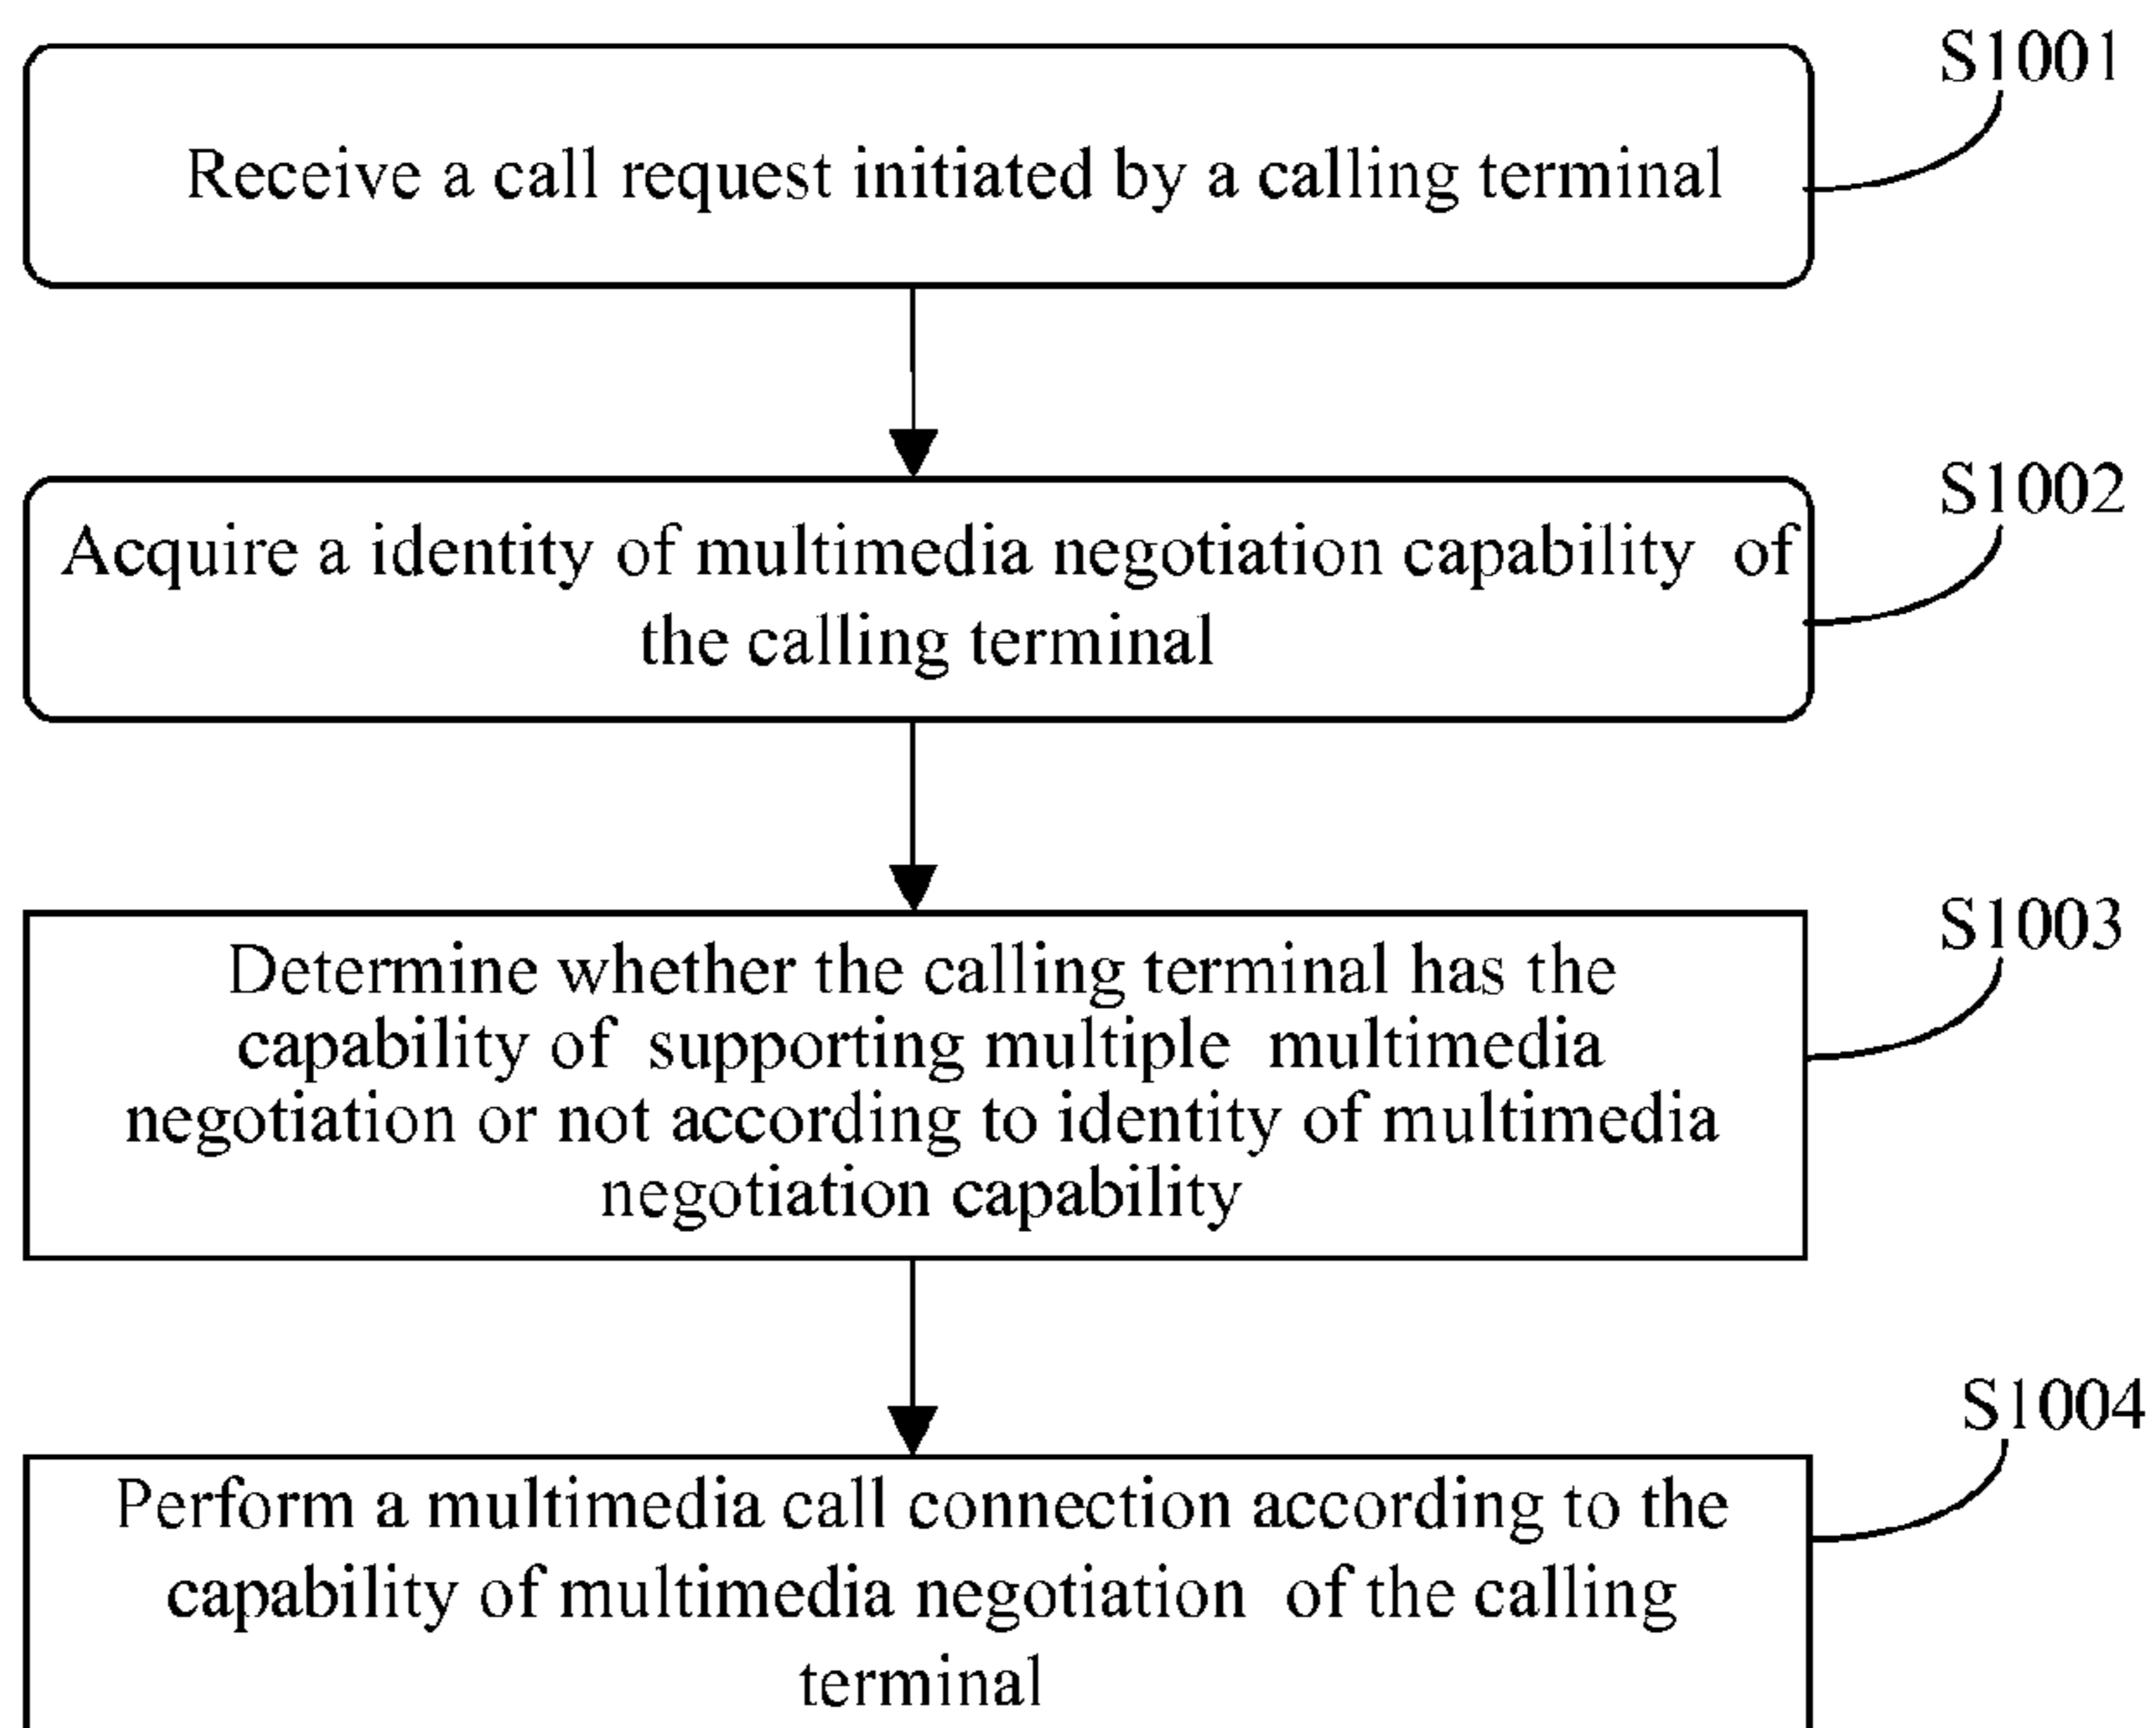 S1001
Receive a call request initiated by a calling terminal
S1002
Acquire a identity of multimedia negotiation capability of
the calling terminal
S1003
Determine whether the calling terminal has the
capability of supporting multiple multimedia
negotiation or not according to identity of multimedia
negotiation capability
S1004
Perform a multimedia call connection according to the
capability of multimedia negotiation of the calling
terminal